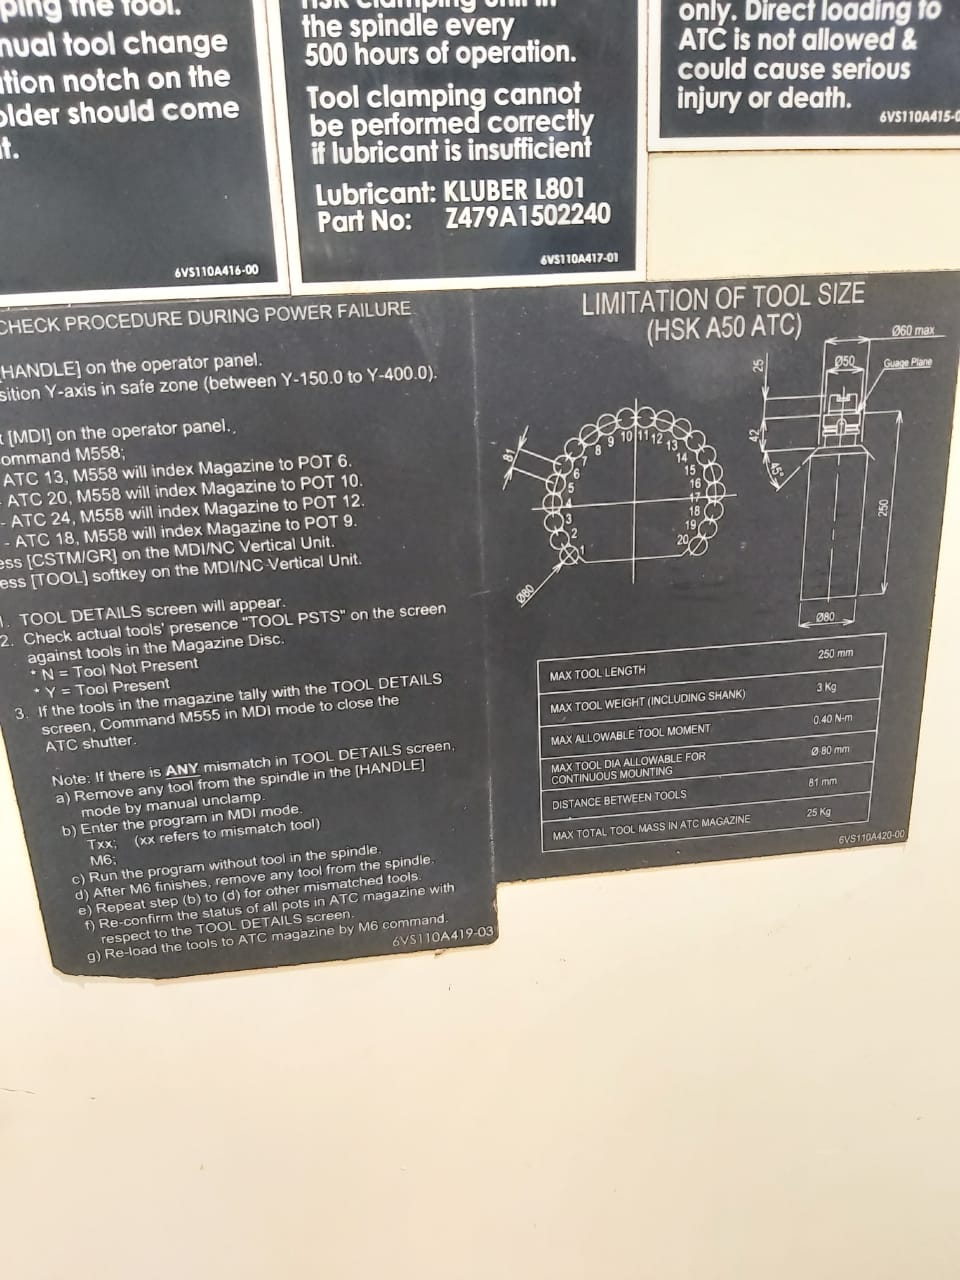 ping the tool.
nual tool change
tion notch on the
older should come
t.
6VS110A416-00
HSK clamping unit in
the spindle every
500 hours of operation.
Tool clamping cannot
be performed correctly
if lubricant is insufficient
Lubricant: KLUBER L801
Part No: Z479A1502240
6VS110A417-01
only. Direct loading to
ATC is not allowed &
could cause serious
injury or death.
6VS110A415-0
CHECK PROCEDURE DURING POWER FAILURE
[HANDLE] on the operator panel.
sition Y-axis in safe zone (between Y-150.0 to Y-400.0).
t [MDI] on the operator panel.
ommand M558;
ATC 13, M558 will index Magazine to POT 6.
- ATC 20, M558 will index Magazine to POT 10.
- ATC 24, M558 will index Magazine to POT 12.
- ATC 18, M558 will index Magazine to POT 9.
ess [CSTM/GR] on the MDI/NC Vertical Unit.
ess [TOOL] softkey on the MDI/NC Vertical Unit.
1. TOOL DETAILS screen will appear.
2. Check actual tools' presence "TOOL PSTS" on the screen
against tools in the Magazine Disc.
* N = Tool Not Present
* Y = Tool Present
3. If the tools in the magazine tally with the TOOL DETAILS
screen, Command M555 in MDI mode to close the
ATC shutter.
Note: If there is ANY mismatch in TOOL DETAILS screen,
a) Remove any tool from the spindle in the [HANDLE]
mode by manual unclamp.
b) Enter the program in MDI mode.
Txx; (xx refers to mismatch tool)
M6;
c) Run the program without tool in the spindle.
d) After M6 finishes, remove any tool from the spindle.
e) Repeat step (b) to (d) for other mismatched tools.
f) Re-confirm the status of all pots in ATC magazine with
respect to the TOOL DETAILS screen.
g) Re-load the tools to ATC magazine by M6 command.
6VS110A419-03
LIMITATION OF TOOL SIZE
(HSK A50 ATC)
Ø60 max
Ø50
Guage Plane
25
42
45°
250
Ø80
81
Ø80
1
2
3
4
5
6
7
8
9
10
11
12
13
14
15
16
17
18
19
20
MAX TOOL LENGTH 250 mm
MAX TOOL WEIGHT (INCLUDING SHANK) 3 Kg
MAX ALLOWABLE TOOL MOMENT 0.40 N-m
MAX TOOL DIA ALLOWABLE FOR
CONTINUOUS MOUNTING Ø 80 mm
DISTANCE BETWEEN TOOLS 81 mm
MAX TOTAL TOOL MASS IN ATC MAGAZINE 25 Kg
6VS110A420-00